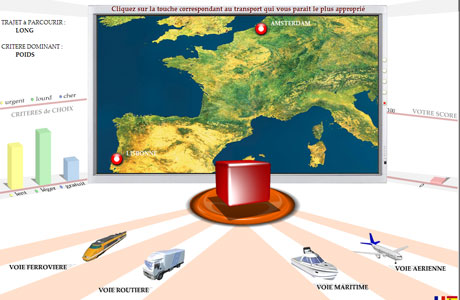 Cliquez sur la touche correspondant au transport qui vous parait le plus approprié
TRAJET à PARCOURIR :
LONG
CRITERE DOMINANT :
POIDS
AMSTERDAM
LISBONNE
urgent lourd cher
CRITERES de CHOIX
lent léger gratuit
100
VOTRE SCORE
0
VOIE FERROVIERE
VOIE ROUTIERE
VOIE MARITIME
VOIE AERIENNE